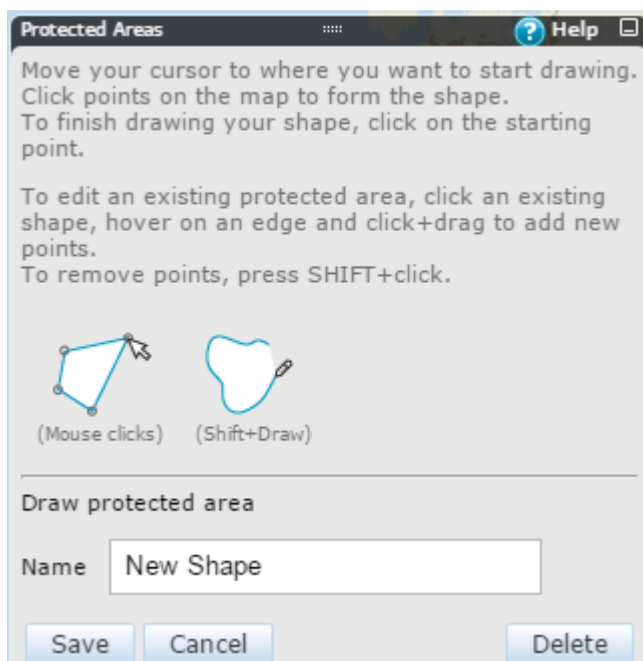 Protected Areas ? Help
Move your cursor to where you want to start drawing.
Click points on the map to form the shape.
To finish drawing your shape, click on the starting
point.
To edit an existing protected area, click an existing
shape, hover on an edge and click+drag to add new
points.
To remove points, press SHIFT+click.
(Mouse clicks) (Shift+Draw)
Draw protected area
Name New Shape
Save Cancel Delete